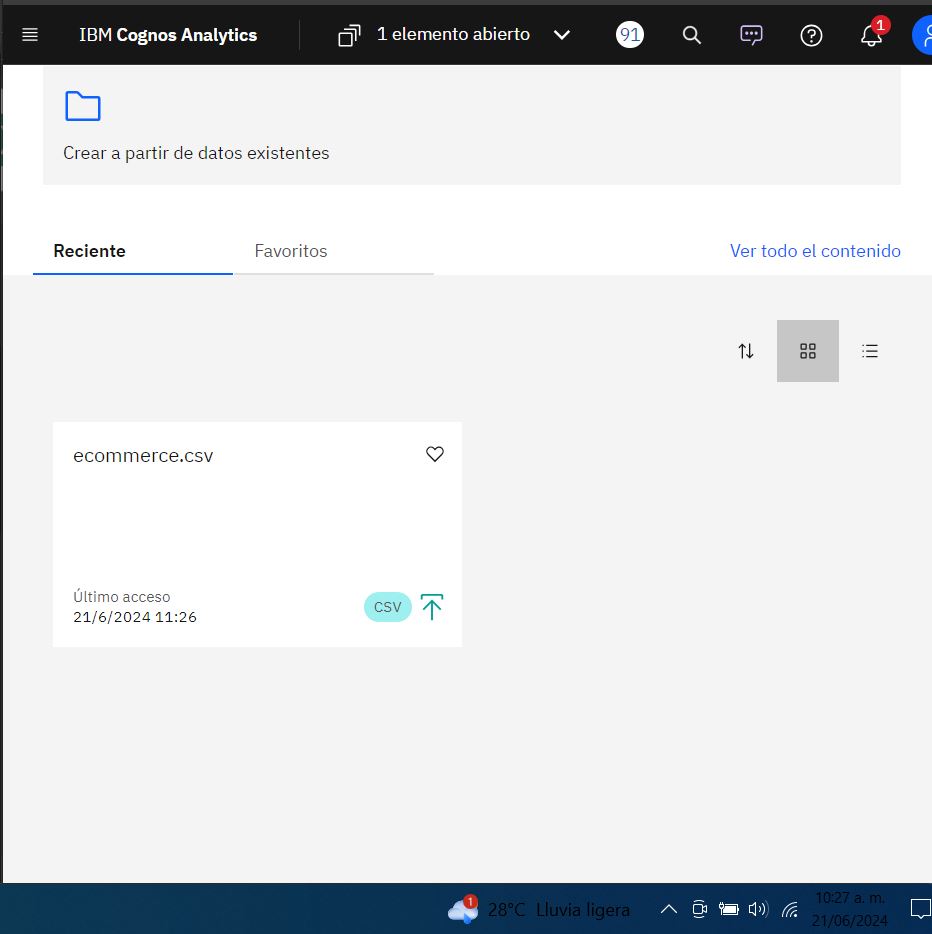 IBM Cognos Analytics
1 elemento abierto
91
1
Crear a partir de datos existentes
Reciente
Favoritos
Ver todo el contenido
ecommerce.csv
Último acceso
21/6/2024 11:26
CSV
1
28°C Lluvia ligera
10:27 a. m.
21/06/2024